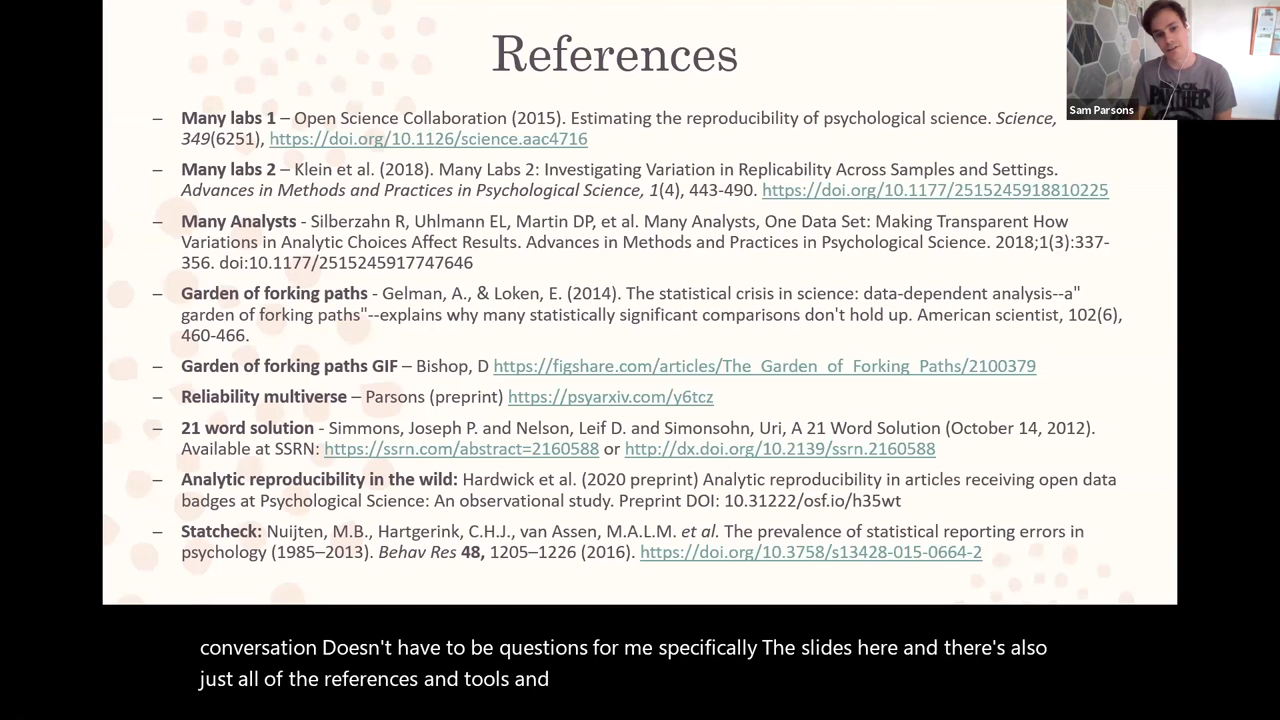 References
– Many labs 1 – Open Science Collaboration (2015). Estimating the reproducibility of psychological science. Science,
349(6251), https://doi.org/10.1126/science.aac4716
– Many labs 2 – Klein et al. (2018). Many Labs 2: Investigating Variation in Replicability Across Samples and Settings.
Advances in Methods and Practices in Psychological Science, 1(4), 443-490. https://doi.org/10.1177/2515245918810225
– Many Analysts - Silberzahn R, Uhlmann EL, Martin DP, et al. Many Analysts, One Data Set: Making Transparent How
Variations in Analytic Choices Affect Results. Advances in Methods and Practices in Psychological Science. 2018;1(3):337-
356. doi:10.1177/2515245917747646
– Garden of forking paths - Gelman, A., & Loken, E. (2014). The statistical crisis in science: data-dependent analysis--a"
garden of forking paths"--explains why many statistically significant comparisons don't hold up. American scientist, 102(6),
460-466.
– Garden of forking paths GIF – Bishop, D https://figshare.com/articles/The_Garden_of_Forking_Paths/2100379
– Reliability multiverse – Parsons (preprint) https://psyarxiv.com/y6tcz
– 21 word solution - Simmons, Joseph P. and Nelson, Leif D. and Simonsohn, Uri, A 21 Word Solution (October 14, 2012).
Available at SSRN: https://ssrn.com/abstract=2160588 or http://dx.doi.org/10.2139/ssrn.2160588
– Analytic reproducibility in the wild: Hardwick et al. (2020 preprint) Analytic reproducibility in articles receiving open data
badges at Psychological Science: An observational study. Preprint DOI: 10.31222/osf.io/h35wt
– Statcheck: Nuijten, M.B., Hartgerink, C.H.J., van Assen, M.A.L.M. et al. The prevalence of statistical reporting errors in
psychology (1985–2013). Behav Res 48, 1205–1226 (2016). https://doi.org/10.3758/s13428-015-0664-2
BLACK
PANTHER
Sam Parsons
conversation Doesn't have to be questions for me specifically The slides here and there's also
just all of the references and tools and